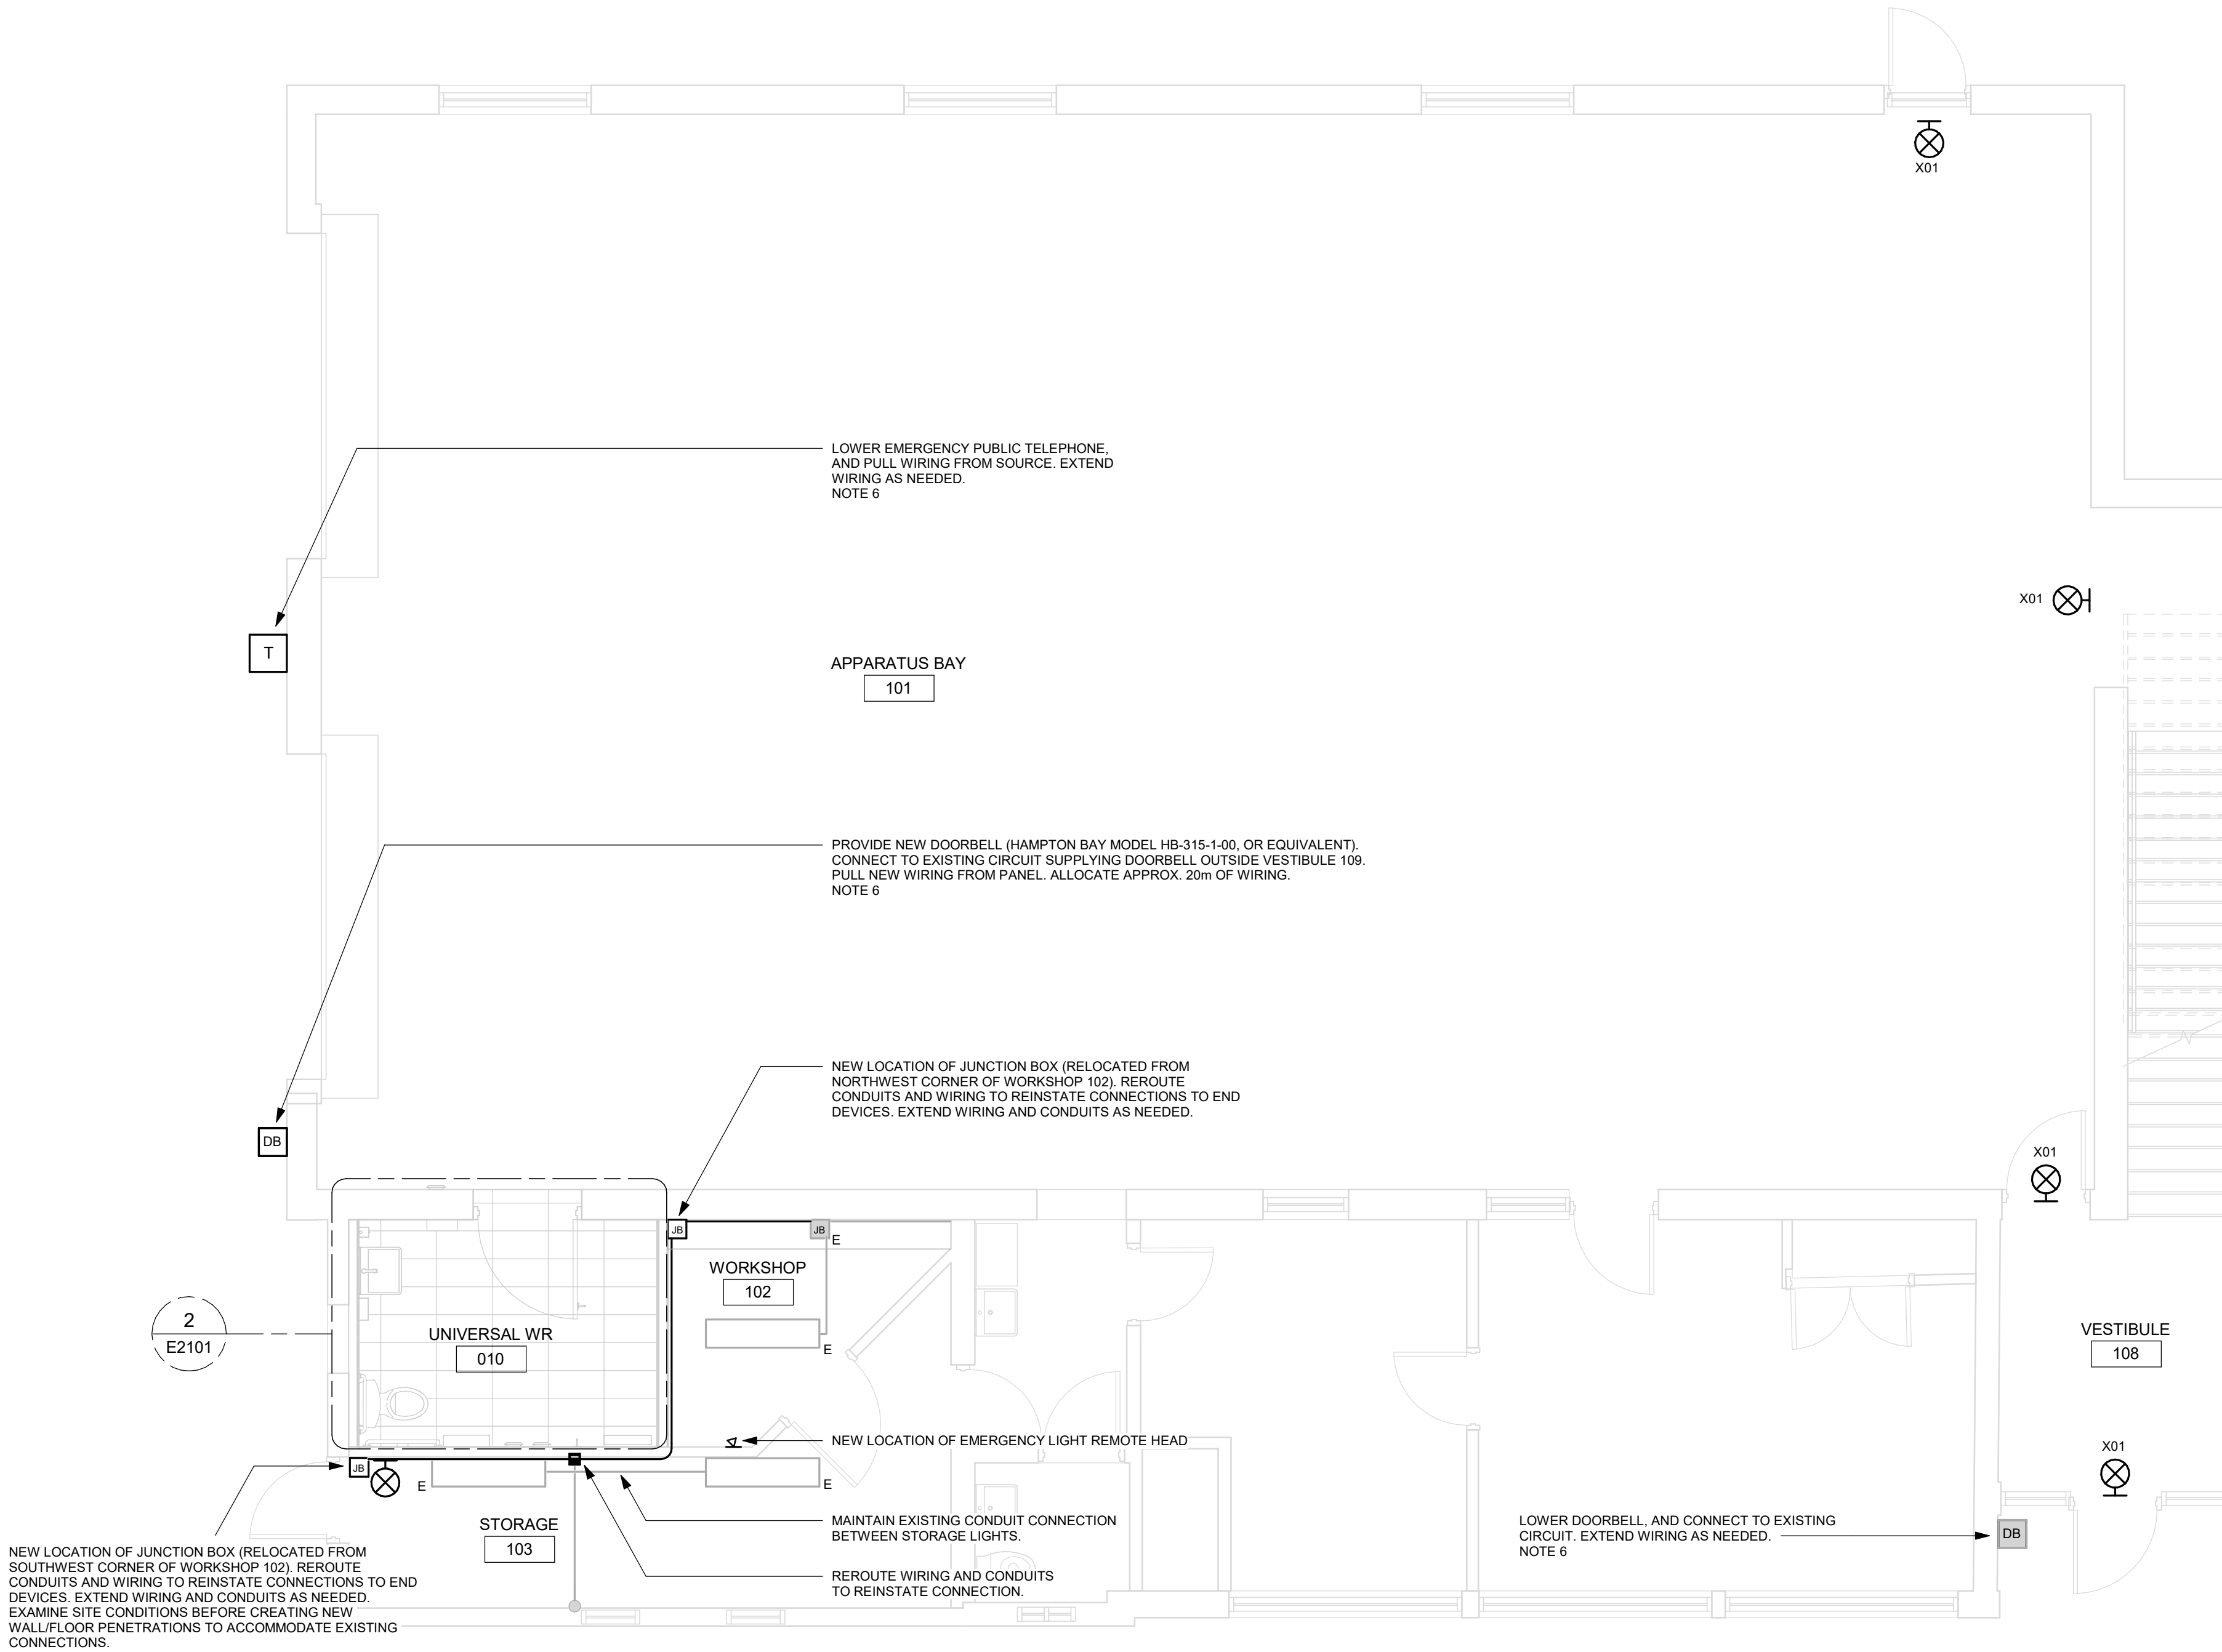 X01
LOWER EMERGENCY PUBLIC TELEPHONE,
AND PULL WIRING FROM SOURCE. EXTEND
WIRING AS NEEDED.
NOTE 6
X01
T
APPARATUS BAY
101
PROVIDE NEW DOORBELL (HAMPTON BAY MODEL HB-315-1-00, OR EQUIVALENT).
CONNECT TO EXISTING CIRCUIT SUPPLYING DOORBELL OUTSIDE VESTIBULE 109.
PULL NEW WIRING FROM PANEL. ALLOCATE APPROX. 20m OF WIRING.
NOTE 6
NEW LOCATION OF JUNCTION BOX (RELOCATED FROM
NORTHWEST CORNER OF WORKSHOP 102). REROUTE
CONDUITS AND WIRING TO REINSTATE CONNECTIONS TO END
DEVICES. EXTEND WIRING AND CONDUITS AS NEEDED.
DB
X01
JB
JB
E
WORKSHOP
102
2
E2101
UNIVERSAL WR
010
E
VESTIBULE
108
NEW LOCATION OF EMERGENCY LIGHT REMOTE HEAD
X01
JB
E
E
STORAGE
103
MAINTAIN EXISTING CONDUIT CONNECTION
BETWEEN STORAGE LIGHTS.
REROUTE WIRING AND CONDUITS
TO REINSTATE CONNECTION.
LOWER DOORBELL, AND CONNECT TO EXISTING
CIRCUIT. EXTEND WIRING AS NEEDED.
NOTE 6
DB
NEW LOCATION OF JUNCTION BOX (RELOCATED FROM
SOUTHWEST CORNER OF WORKSHOP 102). REROUTE
CONDUITS AND WIRING TO REINSTATE CONNECTIONS TO END
DEVICES. EXTEND WIRING AND CONDUITS AS NEEDED.
EXAMINE SITE CONDITIONS BEFORE CREATING NEW
WALL/FLOOR PENETRATIONS TO ACCOMMODATE EXISTING
CONNECTIONS.